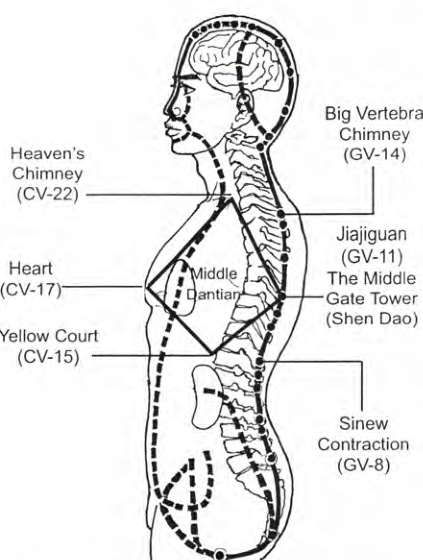 Big Vertebra
Chimney
(GV-14)
Heaven's
Chimney
(CV-22)
Jiajiguan
(GV-11)
The Middle
Gate Tower
(Shen Dao)
Heart
(CV-17)
Middle
Dantian
Yellow Court
(CV-15)
Sinew
Contraction
(GV-8)